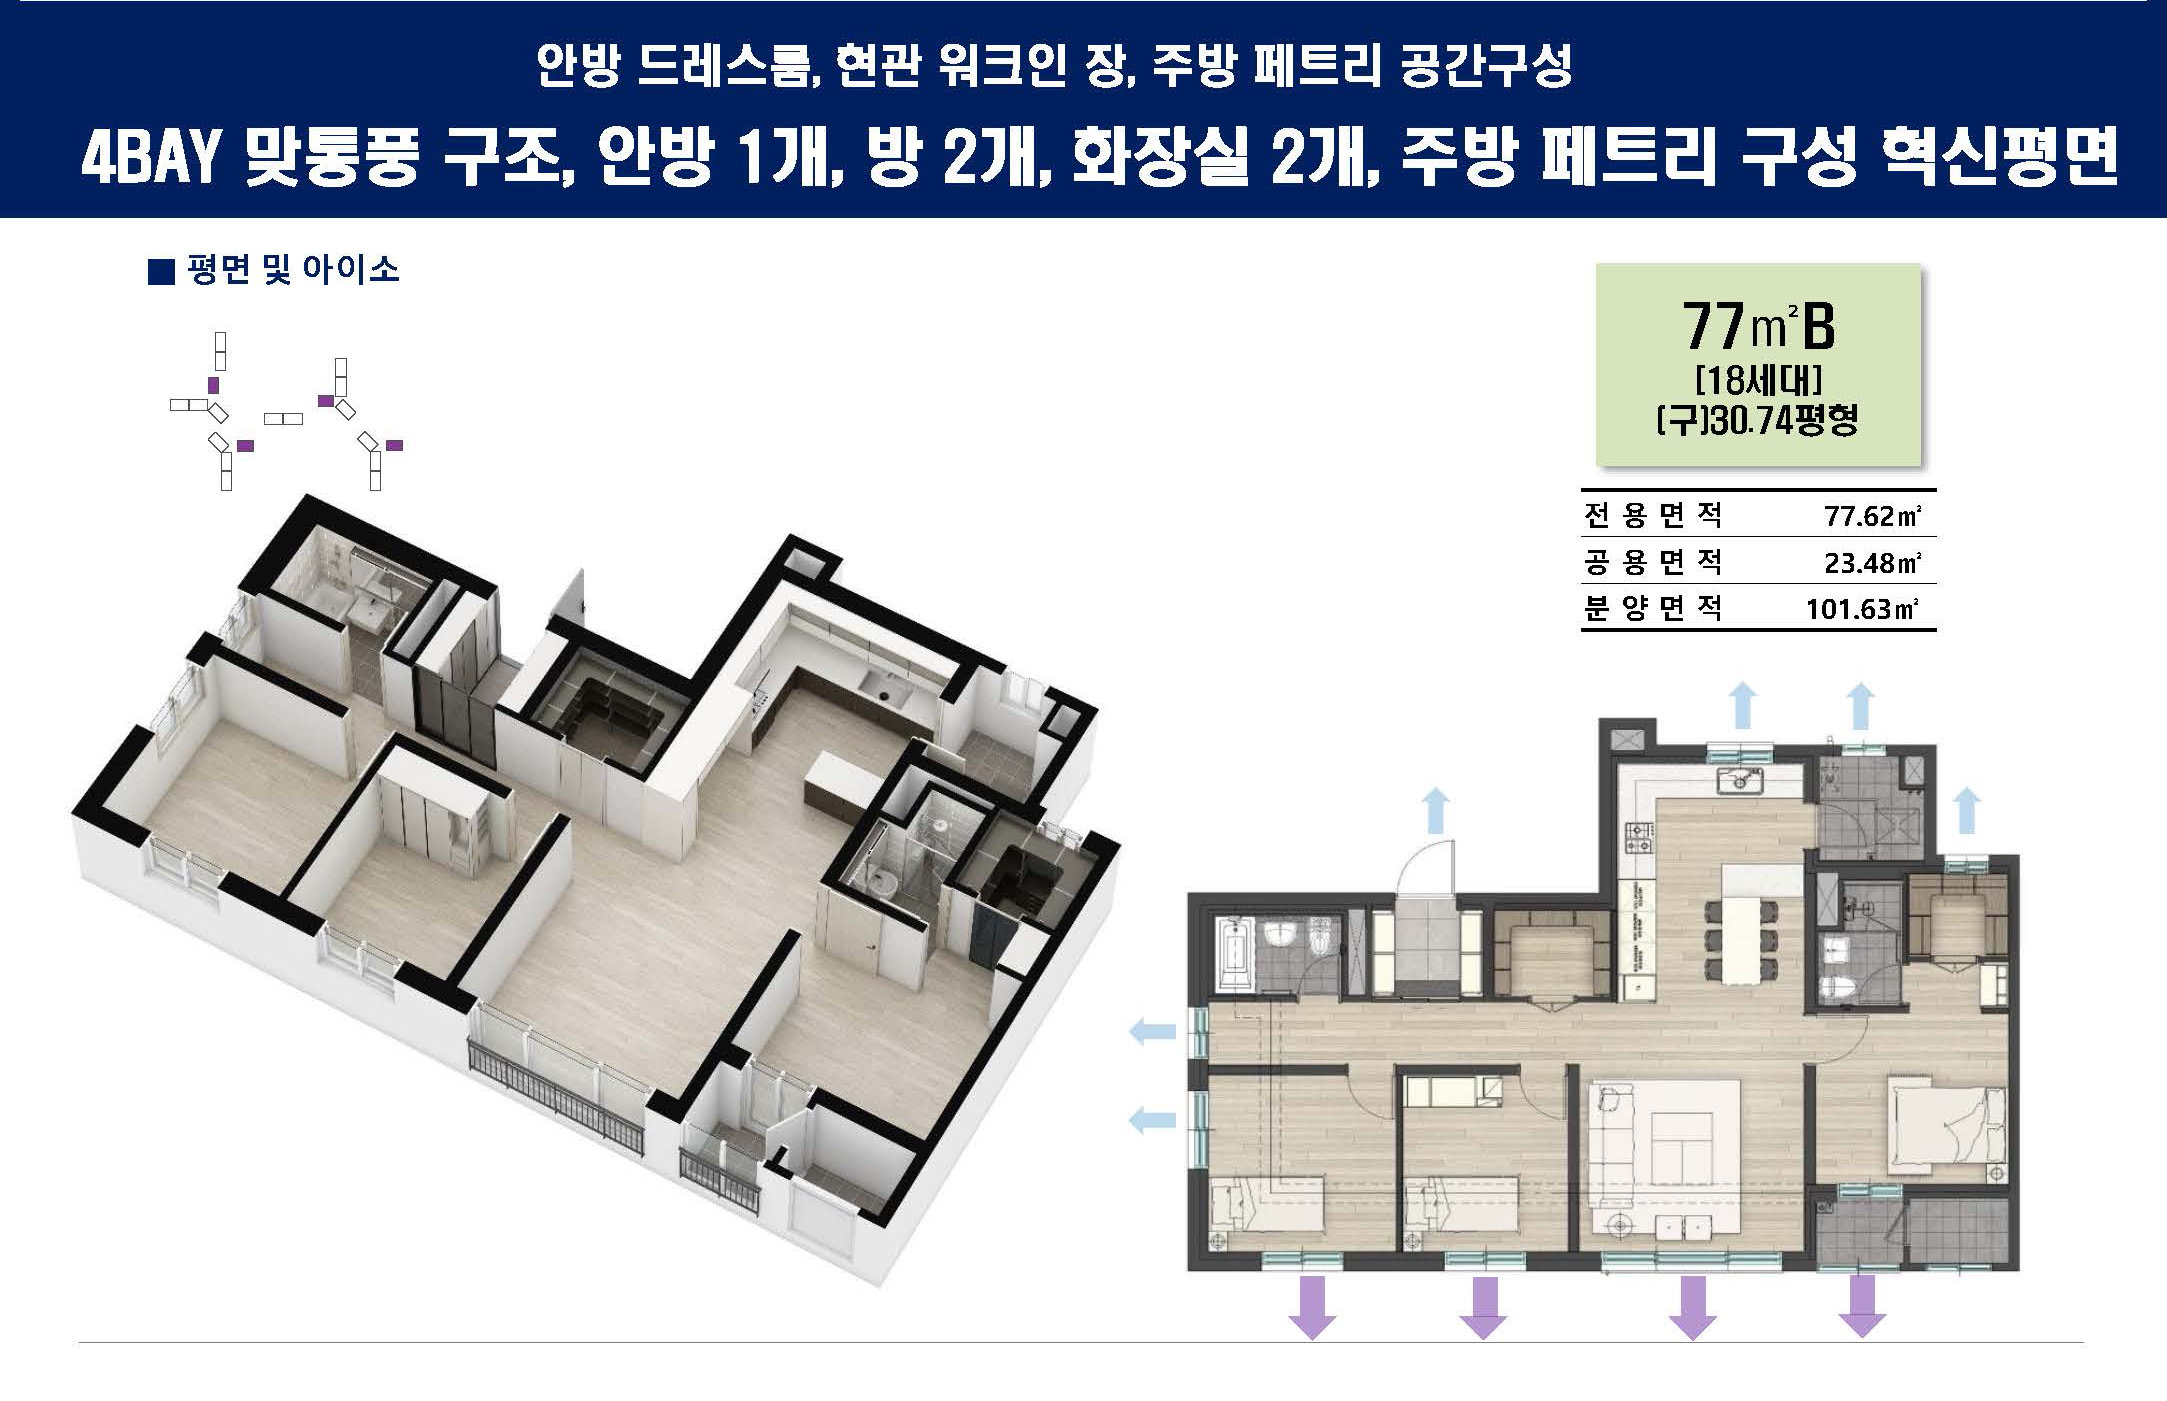 안방 드레스룸, 현관 워크인 장, 주방 페트리 공간구성
4BAY 맞통풍 구조, 안방 1개, 방 2개, 화장실 2개, 주방 페트리 구성 혁신평면
■ 평면 및 아이소
77㎡B
[18세대]
(구)30.74평형
전용면적 77.62㎡
공용면적 23.48㎡
분양면적 101.63㎡